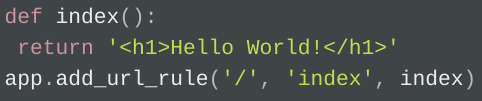 def index():
 return '<h1>Hello World!</h1>'
app.add_url_rule('/', 'index', index)